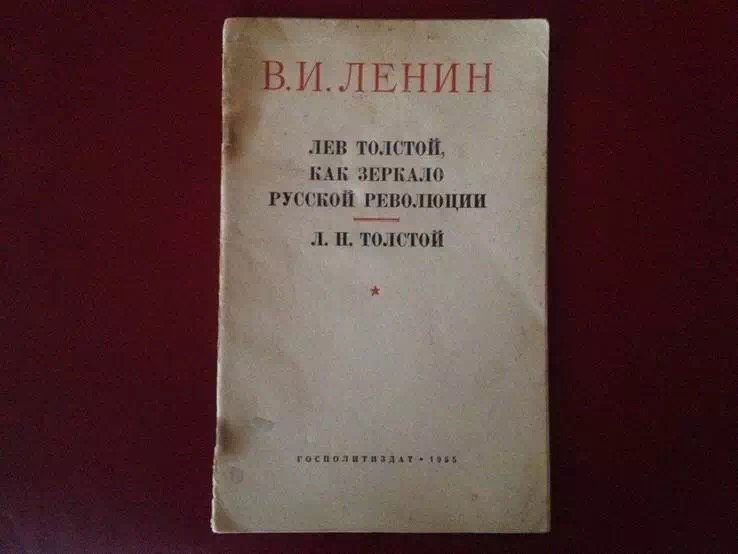 В.И. ЛЕНИН
ЛЕВ ТОЛСТОЙ,
КАК ЗЕРКАЛО
РУССКОЙ РЕВОЛЮЦИИ
Л. Н. ТОЛСТОЙ
ГОСПОЛИТИЗДАТ • 1955